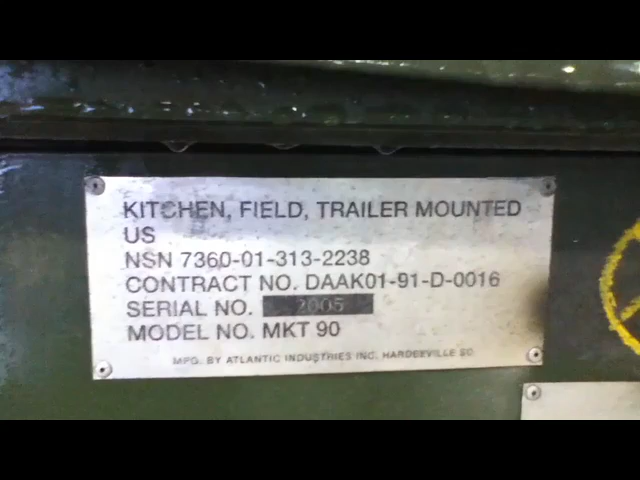 KITCHEN, FIELD, TRAILER MOUNTED
US
NSN 7360-01-313-2238
CONTRACT NO. DAAK01-91-D-0016
SERIAL NO. 2005
MODEL NO. MKT 90
MFG. BY ATLANTIC INDUSTRIES INC. HARDEEVILLE SC